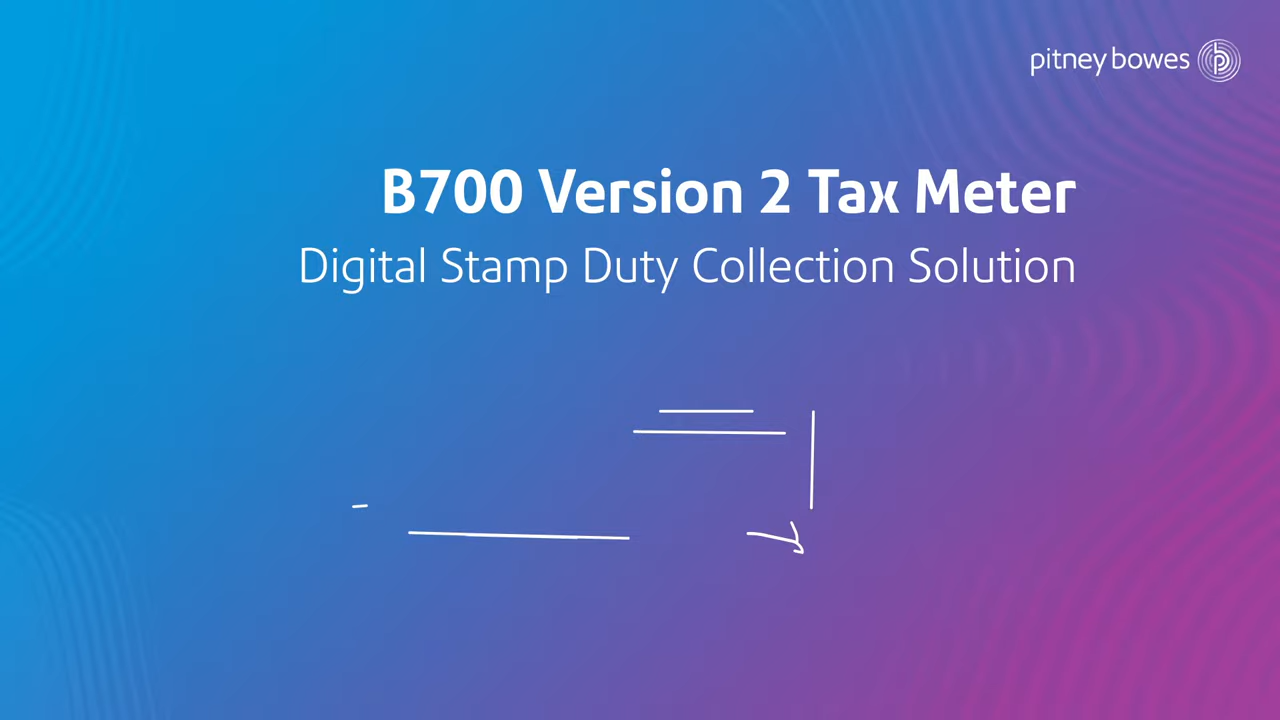 pitney bowes
B700 Version 2 Tax Meter
Digital Stamp Duty Collection Solution